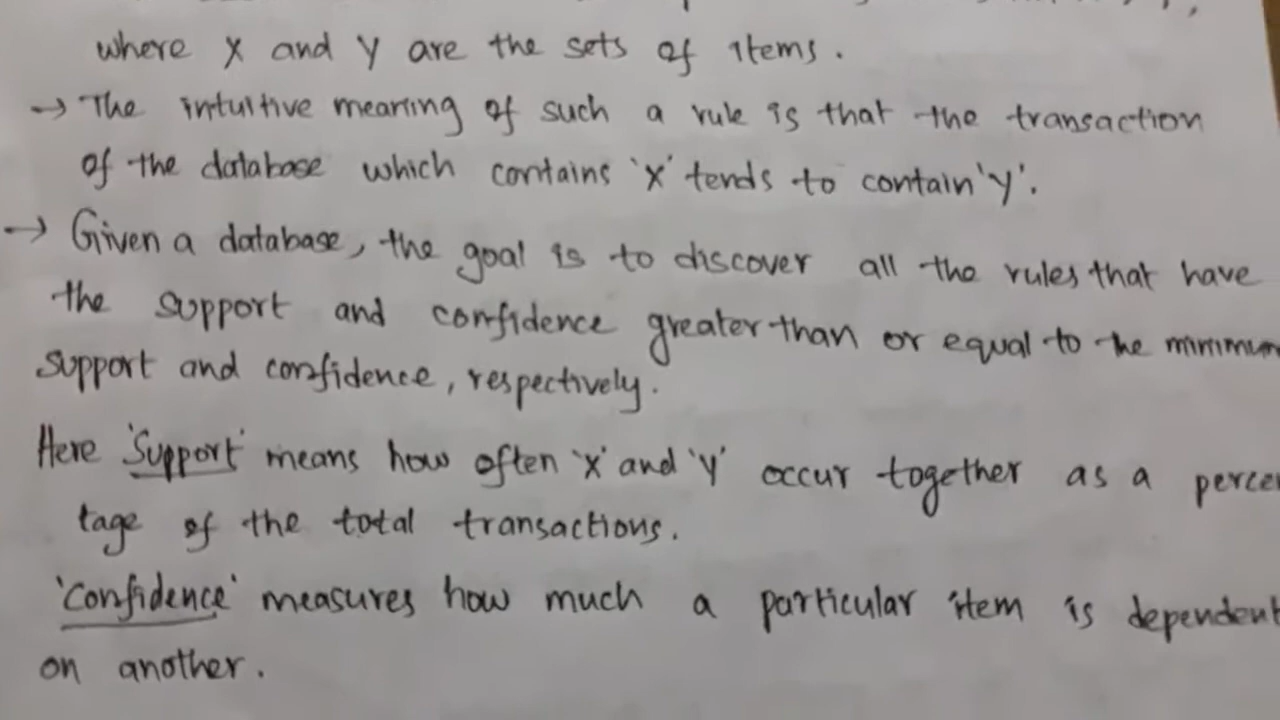 where X and Y are the sets of items.
→ The intuitive meaning of such a rule is that the transaction
of the database which contains 'X' tends to contain 'Y'.
→ Given a database, the goal is to discover all the rules that have
the support and confidence greater than or equal to the minimum
support and confidence, respectively.
Here 'Support' means how often 'X' and 'Y' occur together as a percen
tage of the total transactions.
'Confidence' measures how much a particular item is dependent
on another.